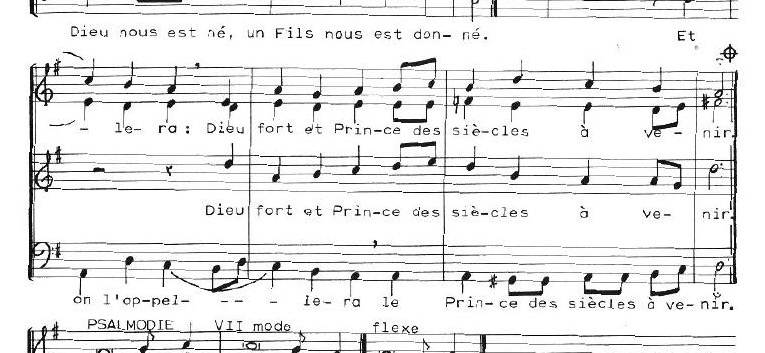 Dieu nous est né, un Fils nous est don- né. Et
- le- ra: Dieu fort et Prin-ce des siè-cles à ve - nir.
Dieu fort et Prin-ce des siè-cles à ve- nir.
on l'ap-pel- - - le- ra le Prin- ce des siècles à ve-nir.
PSALMODIE VII mode flexe